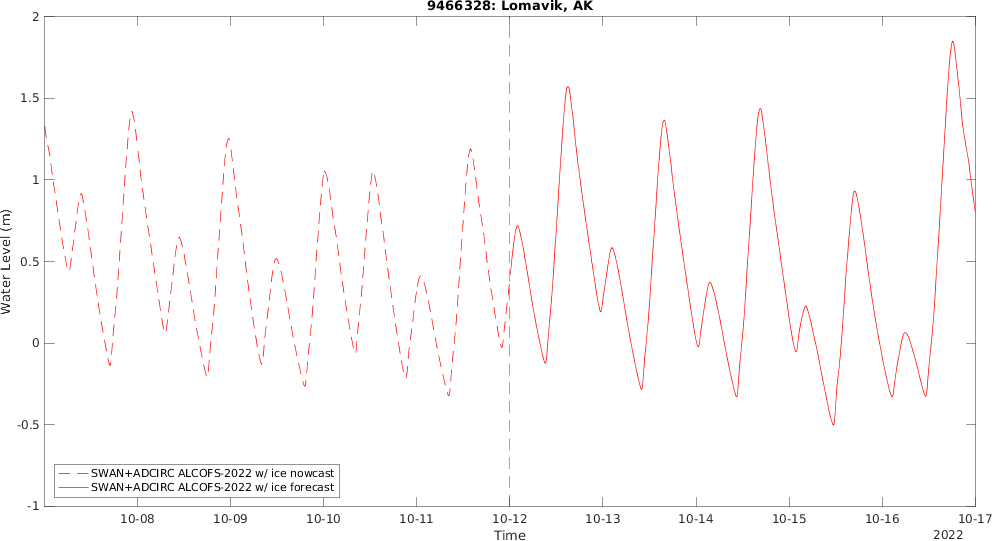 9466328: Lomavik, AK
2
1.5
1
0.5
0
-0.5
-1
Water Level (m)
SWAN+ADCIRC ALCOFS-2022 w/ ice nowcast
SWAN+ADCIRC ALCOFS-2022 w/ ice forecast
10-08 10-09 10-10 10-11 10-12 10-13 10-14 10-15 10-16 10-17
Time
2022